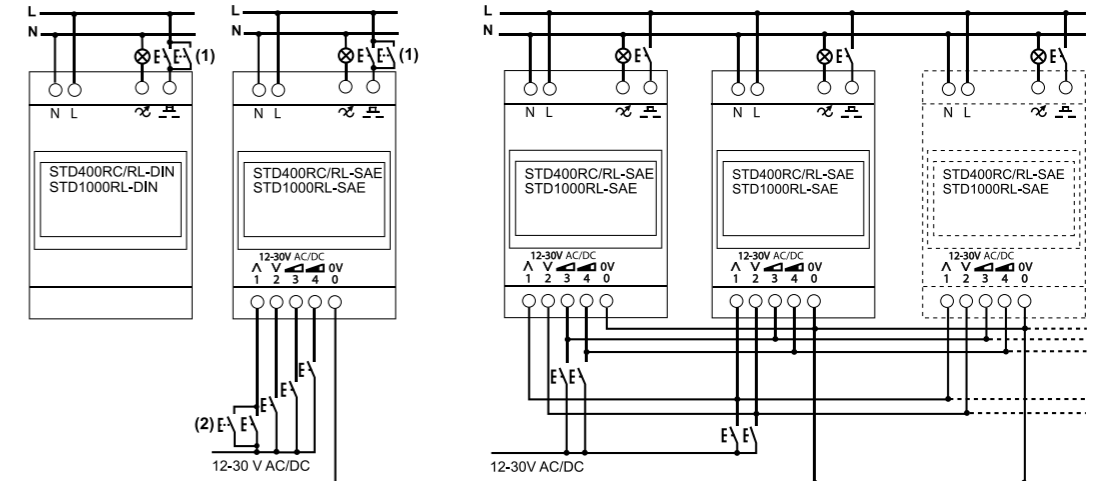 L
N
(1)
N L
STD400RC/RL-DIN
STD1000RL-DIN
L
N
(1)
N L
STD400RC/RL-SAE
STD1000RL-SAE
12-30V AC/DC
0V
1 2 3 4 0
(2)
12-30 V AC/DC
L
N
N L
STD400RC/RL-SAE
STD1000RL-SAE
12-30V AC/DC
0V
1 2 3 4 0
N L
STD400RC/RL-SAE
STD1000RL-SAE
12-30V AC/DC
0V
1 2 3 4 0
N L
STD400RC/RL-SAE
STD1000RL-SAE
12-30V AC/DC
0V
1 2 3 4 0
12-30V AC/DC